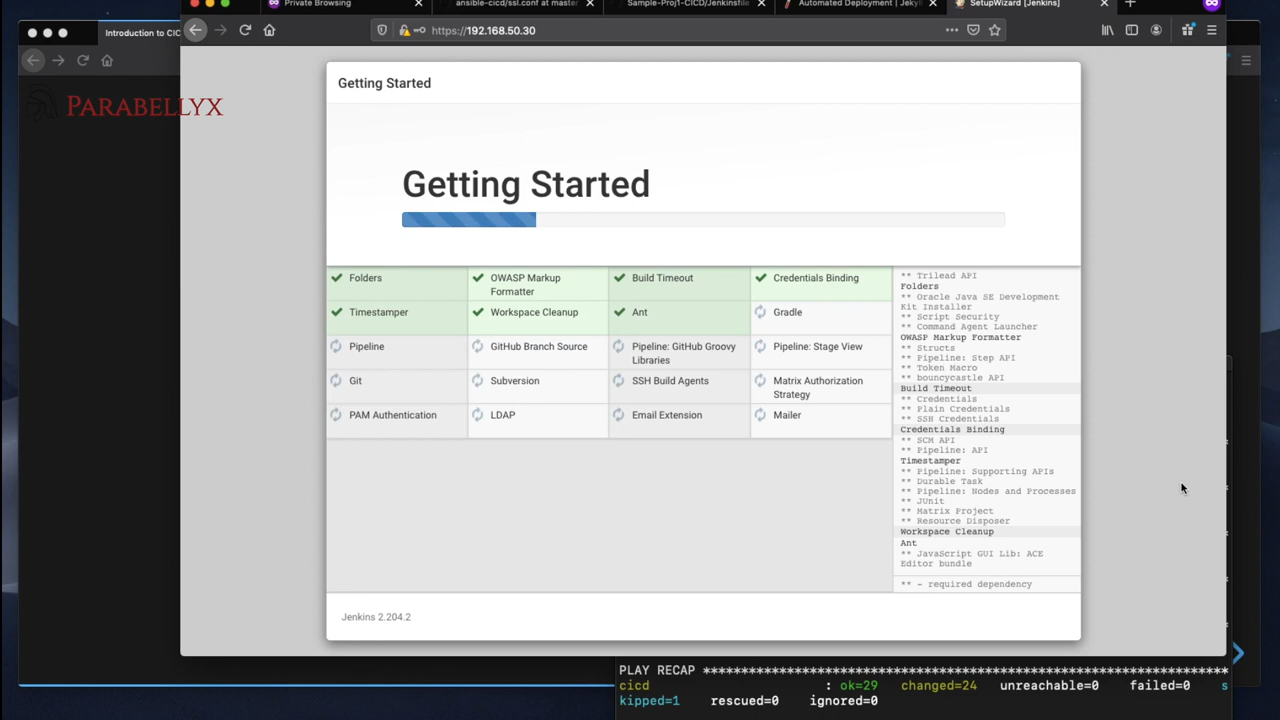 Private Browsing
ansible-cicd/ssl.conf at master
Sample-Proj1-CICD/Jenkinsfile
Automated Deployment | Jekyll
SetupWizard [Jenkins]
Introduction to CIC
https://192.168.50.30
PARABELLYX
Getting Started
Getting Started
Folders
OWASP Markup
Formatter
Build Timeout
Credentials Binding
Timestamper
Workspace Cleanup
Ant
Gradle
Pipeline
GitHub Branch Source
Pipeline: GitHub Groovy
Libraries
Pipeline: Stage View
Git
Subversion
SSH Build Agents
Matrix Authorization
Strategy
PAM Authentication
LDAP
Email Extension
Mailer
** Trilead API
Folders
** Oracle Java SE Development
Kit Installer
** Script Security
** Command Agent Launcher
OWASP Markup Formatter
** Structs
** Pipeline: Step API
** Token Macro
** bouncycastle API
Build Timeout
** Credentials
** Plain Credentials
** SSH Credentials
Credentials Binding
** SCM API
** Pipeline: API
Timestamper
** Pipeline: Supporting APIs
** Durable Task
** Pipeline: Nodes and Processes
** JUnit
** Matrix Project
** Resource Disposer
Workspace Cleanup
Ant
** JavaScript GUI Lib: ACE
Editor bundle
** - required dependency
Jenkins 2.204.2
PLAY RECAP *********************************************************************
cicd : ok=29 changed=24 unreachable=0 failed=0 s
kipped=1 rescued=0 ignored=0